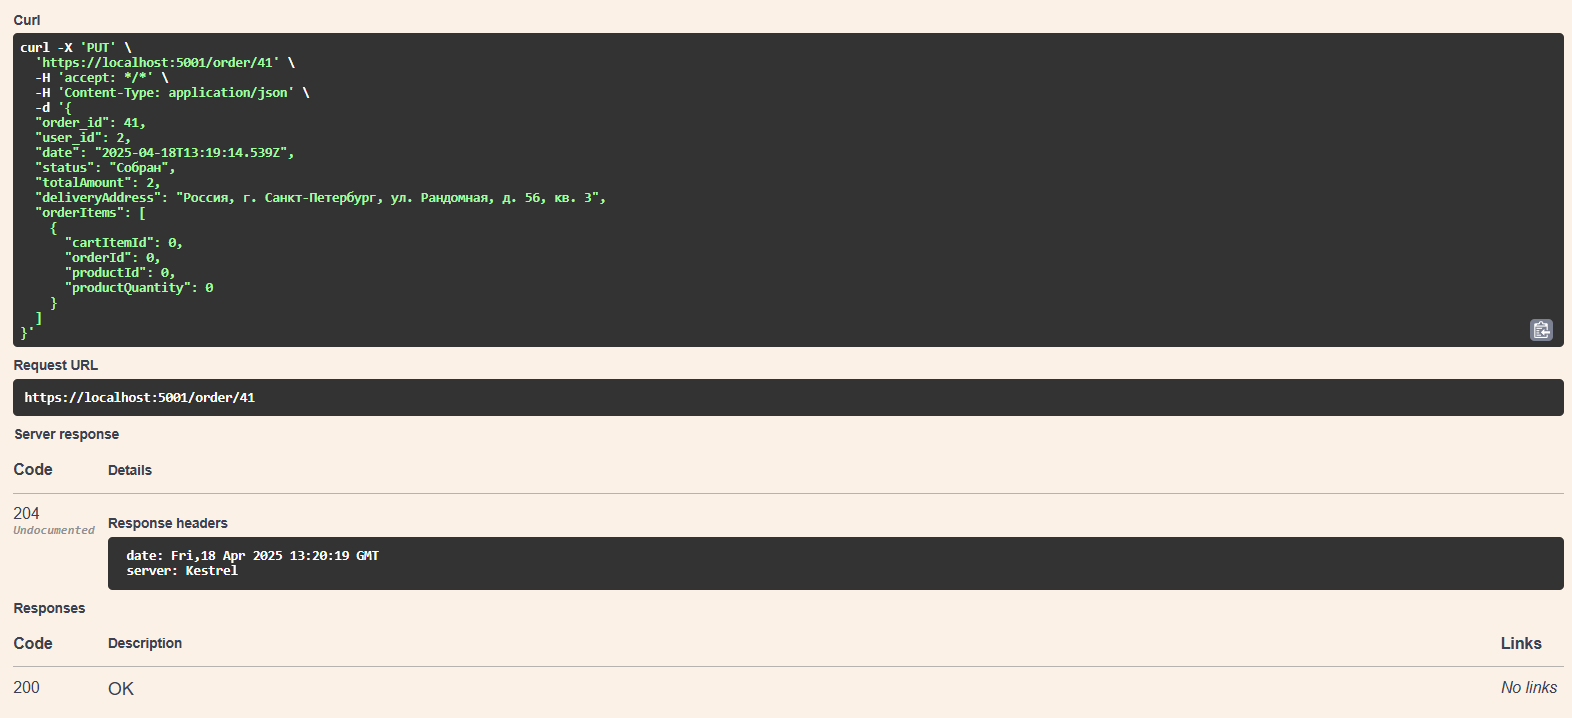 Curl
curl -X 'PUT' \
  'https://localhost:5001/order/41' \
  -H 'accept: */*' \
  -H 'Content-Type: application/json' \
  -d '{
  "order_id": 41,
  "user_id": 2,
  "date": "2025-04-18T13:19:14.539Z",
  "status": "Собран",
  "totalAmount": 2,
  "deliveryAddress": "Россия, г. Санкт-Петербург, ул. Рандомная, д. 56, кв. 3",
  "orderItems": [
    {
      "cartItemId": 0,
      "orderId": 0,
      "productId": 0,
      "productQuantity": 0
    }
  ]
}'
Request URL
https://localhost:5001/order/41
Server response
Code Details
204
Undocumented
Response headers
date: Fri,18 Apr 2025 13:20:19 GMT
server: Kestrel
Responses
Code Description Links
200 OK No links